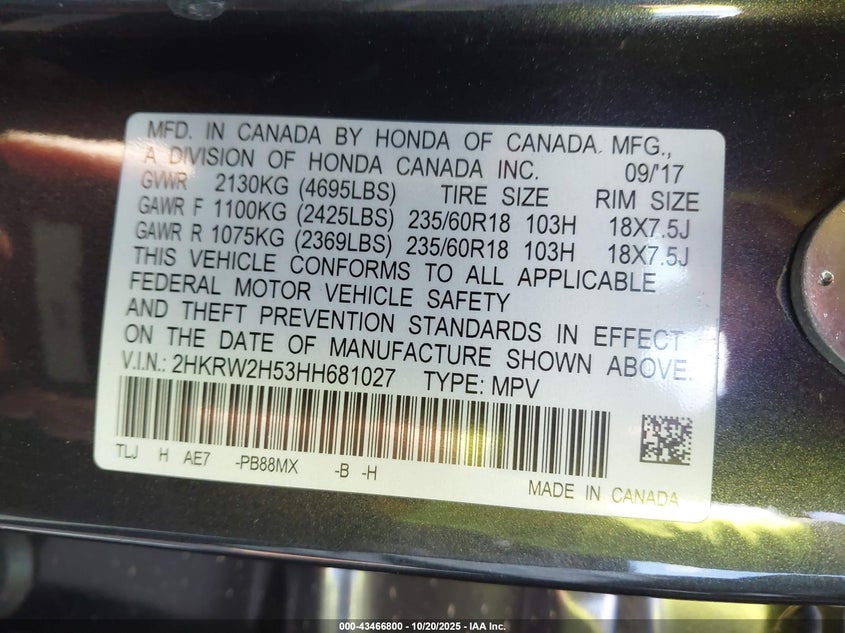 MFD. IN CANADA BY HONDA OF CANADA MFG.,
A DIVISION OF HONDA CANADA INC. 09/'17
GVWR 2130KG (4695LBS) TIRE SIZE RIM SIZE
GAWR F 1100KG (2425LBS) 235/60R18 103H 18X7.5J
GAWR R 1075KG (2369LBS) 235/60R18 103H 18X7.5J
THIS VEHICLE CONFORMS TO ALL APPLICABLE
FEDERAL MOTOR VEHICLE SAFETY
AND THEFT PREVENTION STANDARDS IN EFFECT
ON THE DATE OF MANUFACTURE SHOWN ABOVE.
V.I.N.: 2HKRW2H53HH681027 TYPE: MPV
TLJ H AE7 -PB88MX -B -H
MADE IN CANADA
000-43466800 - 10/20/2025 - IAA Inc.